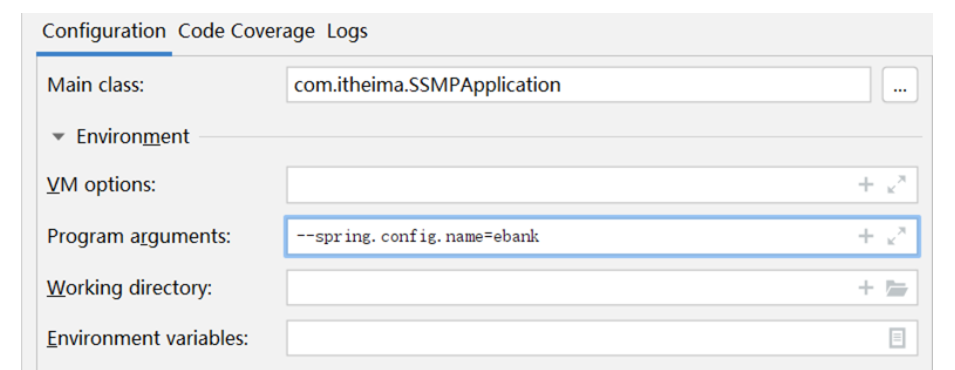 Configuration Code Coverage Logs
Main class: com.itheima.SSMPApplication ...
Environment
VM options:
Program arguments: --spring.config.name=ebank
Working directory:
Environment variables: